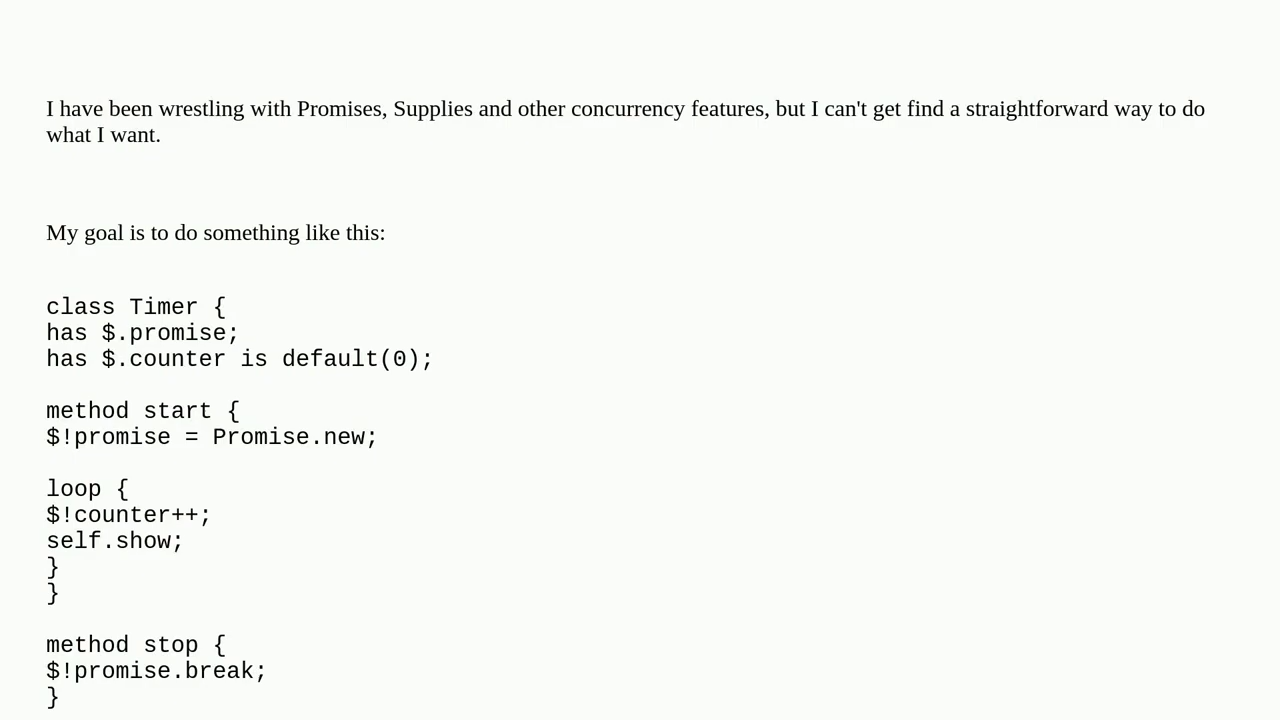 I have been wrestling with Promises, Supplies and other concurrency features, but I can't get find a straightforward way to do
what I want.
My goal is to do something like this:
class Timer {
has $.promise;
has $.counter is default(0);
method start {
$!promise = Promise.new;
loop {
$!counter++;
self.show;
}
}
method stop {
$!promise.break;
}